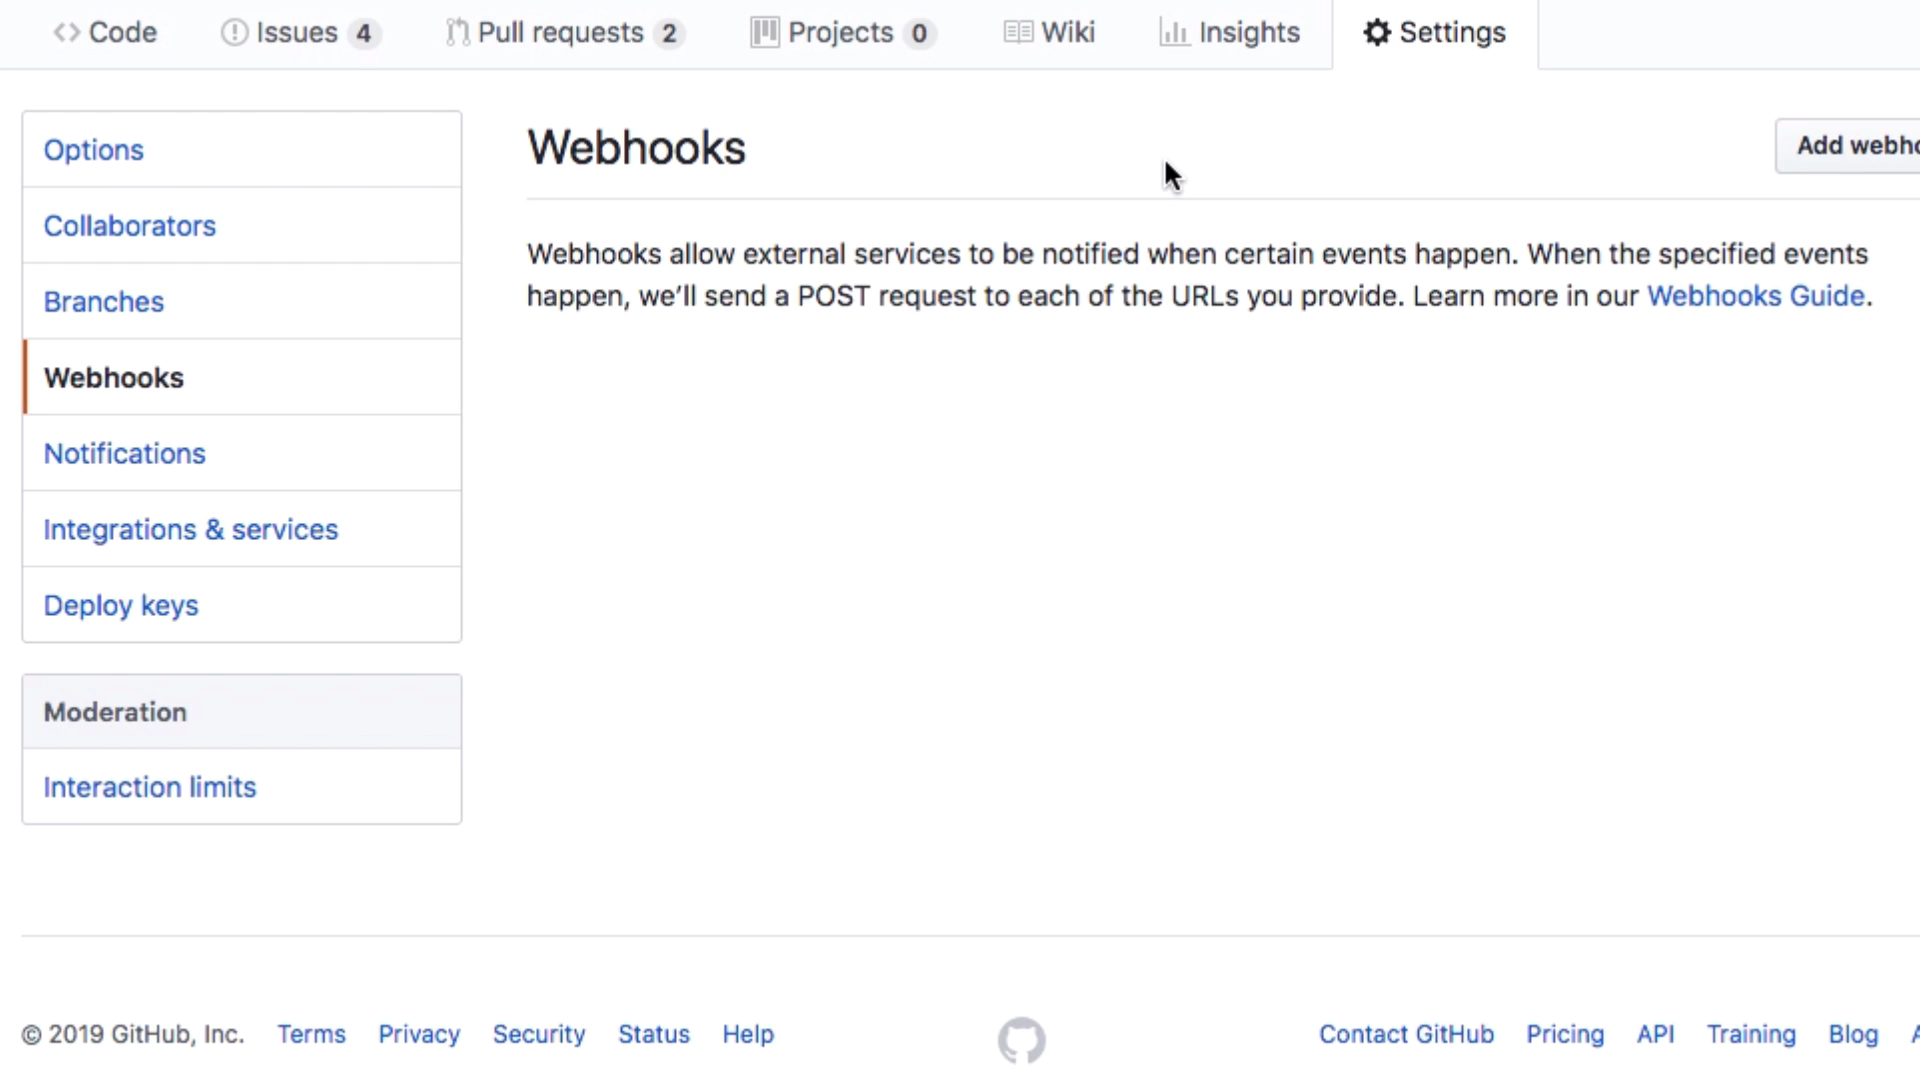 Code Issues 4 Pull requests 2 Projects 0 Wiki Insights Settings
Options
Collaborators
Branches
Webhooks
Notifications
Integrations & services
Deploy keys
Moderation
Interaction limits
Webhooks
Add
Webhooks allow external services to be notified when certain events happen. When the specified events
happen, we’ll send a POST request to each of the URLs you provide. Learn more in our Webhooks Guide.
© 2019 GitHub, Inc. Terms Privacy Security Status Help
Contact GitHub Pricing API Training Blog